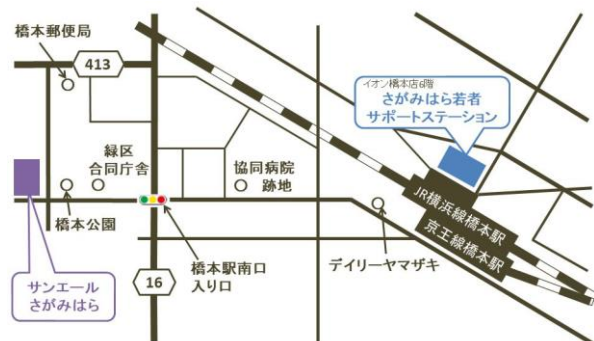 橋本郵便局
413
イオン橋本店6階
さがみはら若者
サポートステーション
緑区
合同庁舎
協同病院
跡地
JR横浜線橋本駅
京王線橋本駅
橋本公園
橋本駅南口
入り口
デイリーヤマザキ
16
サンエール
さがみはら